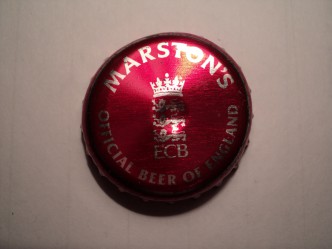 MARSTON'S
ECB
OFFICIAL BEER OF ENGLAND